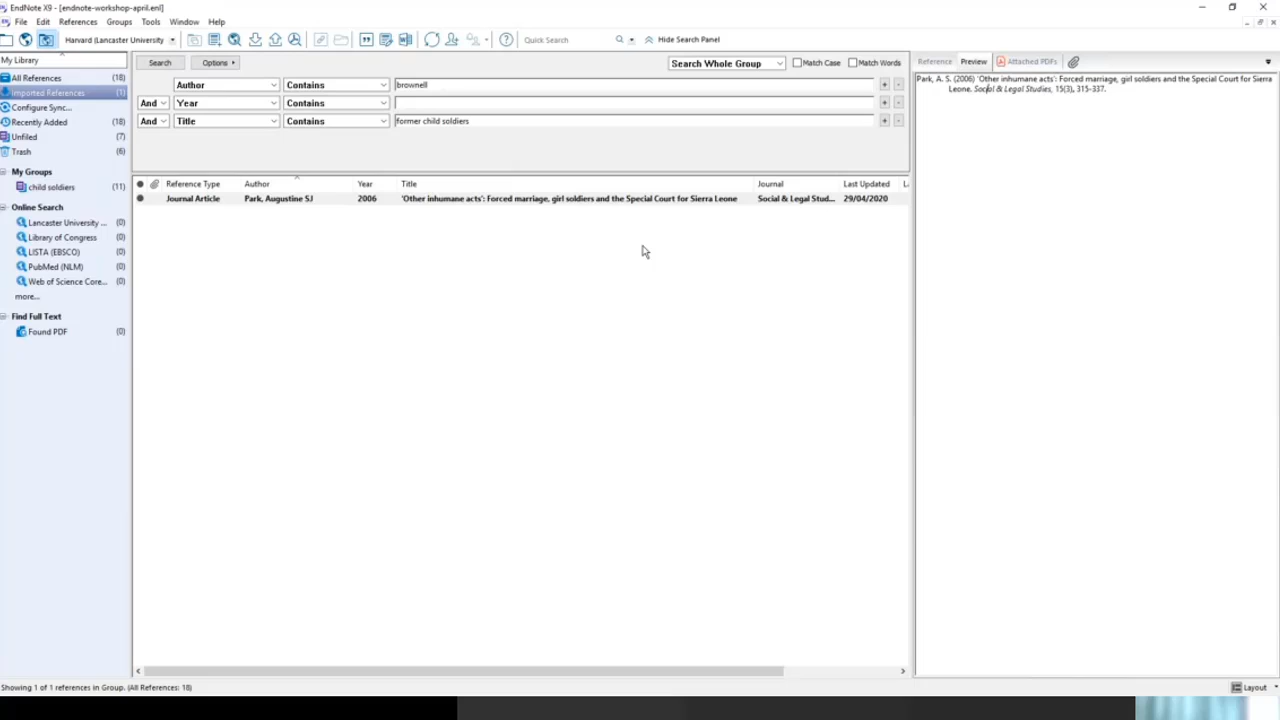 EndNote X9 - [endnote-workshop-april.enl]
File Edit References Groups Tools Window Help
Harvard (Lancaster University Quick Search Hide Search Panel
My Library
All References (18)
Imported References (1)
Configure Sync...
Recently Added (18)
Unfiled (7)
Trash (6)
My Groups
child soldiers (11)
Online Search
Lancaster University ... (0)
Library of Congress (0)
LISTA (EBSCO) (0)
PubMed (NLM) (0)
Web of Science Core... (0)
more...
Find Full Text
Found PDF (0)
Search Options Search Whole Group Match Case Match Words
Author Contains brownell + -
And Year Contains + -
And Title Contains former child soldiers + -
Reference Type Author Year Title Journal Last Updated
Journal Article Park, Augustine SJ 2006 'Other inhumane acts': Forced marriage, girl soldiers and the Special Court for Sierra Leone Social & Legal Stud... 29/04/2020
Reference Preview Attached PDFs
Park, A. S. (2006) 'Other inhumane acts': Forced marriage, girl soldiers and the Special Court for Sierra
Leone. Social & Legal Studies, 15(3), 315-337.
Showing 1 of 1 references in Group. (All References: 18)
Layout